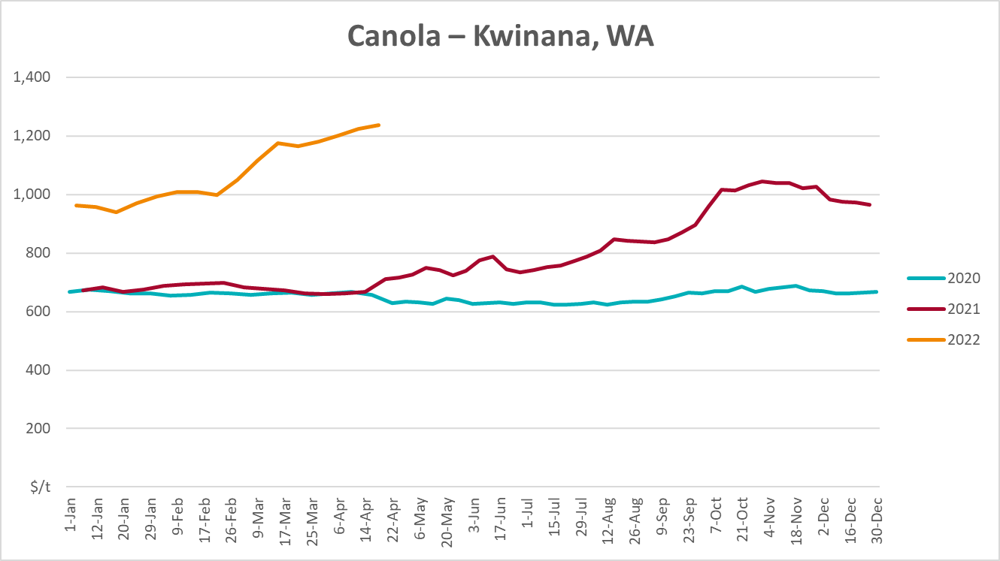 Canola – Kwinana, WA
1,400
1,200
1,000
800
600
400
200
$/t
1-Jan
12-Jan
20-Jan
29-Jan
9-Feb
17-Feb
26-Feb
9-Mar
17-Mar
25-Mar
6-Apr
14-Apr
22-Apr
6-May
20-May
3-Jun
17-Jun
1-Jul
15-Jul
29-Jul
12-Aug
26-Aug
9-Sep
23-Sep
7-Oct
21-Oct
4-Nov
18-Nov
2-Dec
16-Dec
30-Dec
2020
2021
2022